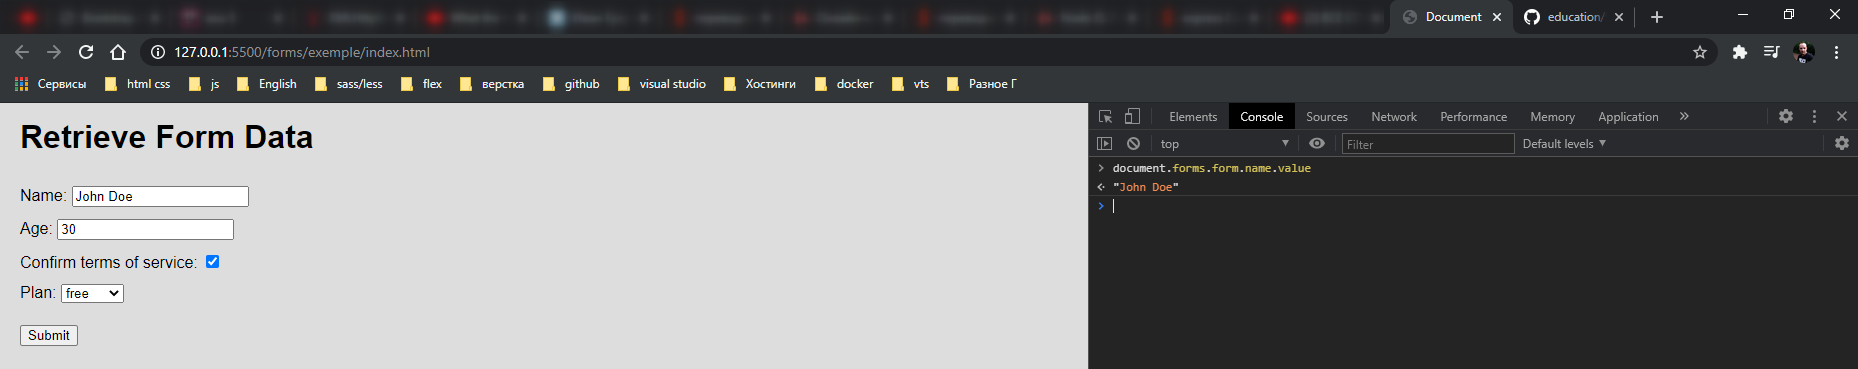 Document
education/
127.0.0.1:5500/forms/exemple/index.html
Сервисы html css js English sass/less flex верстка github visual studio Хостинги docker vts Разное Г
Retrieve Form Data
Name: John Doe
Age: 30
Confirm terms of service:
Plan: free
Submit
Elements Console Sources Network Performance Memory Application »
top Filter Default levels
> document.forms.form.name.value
"John Doe"
>